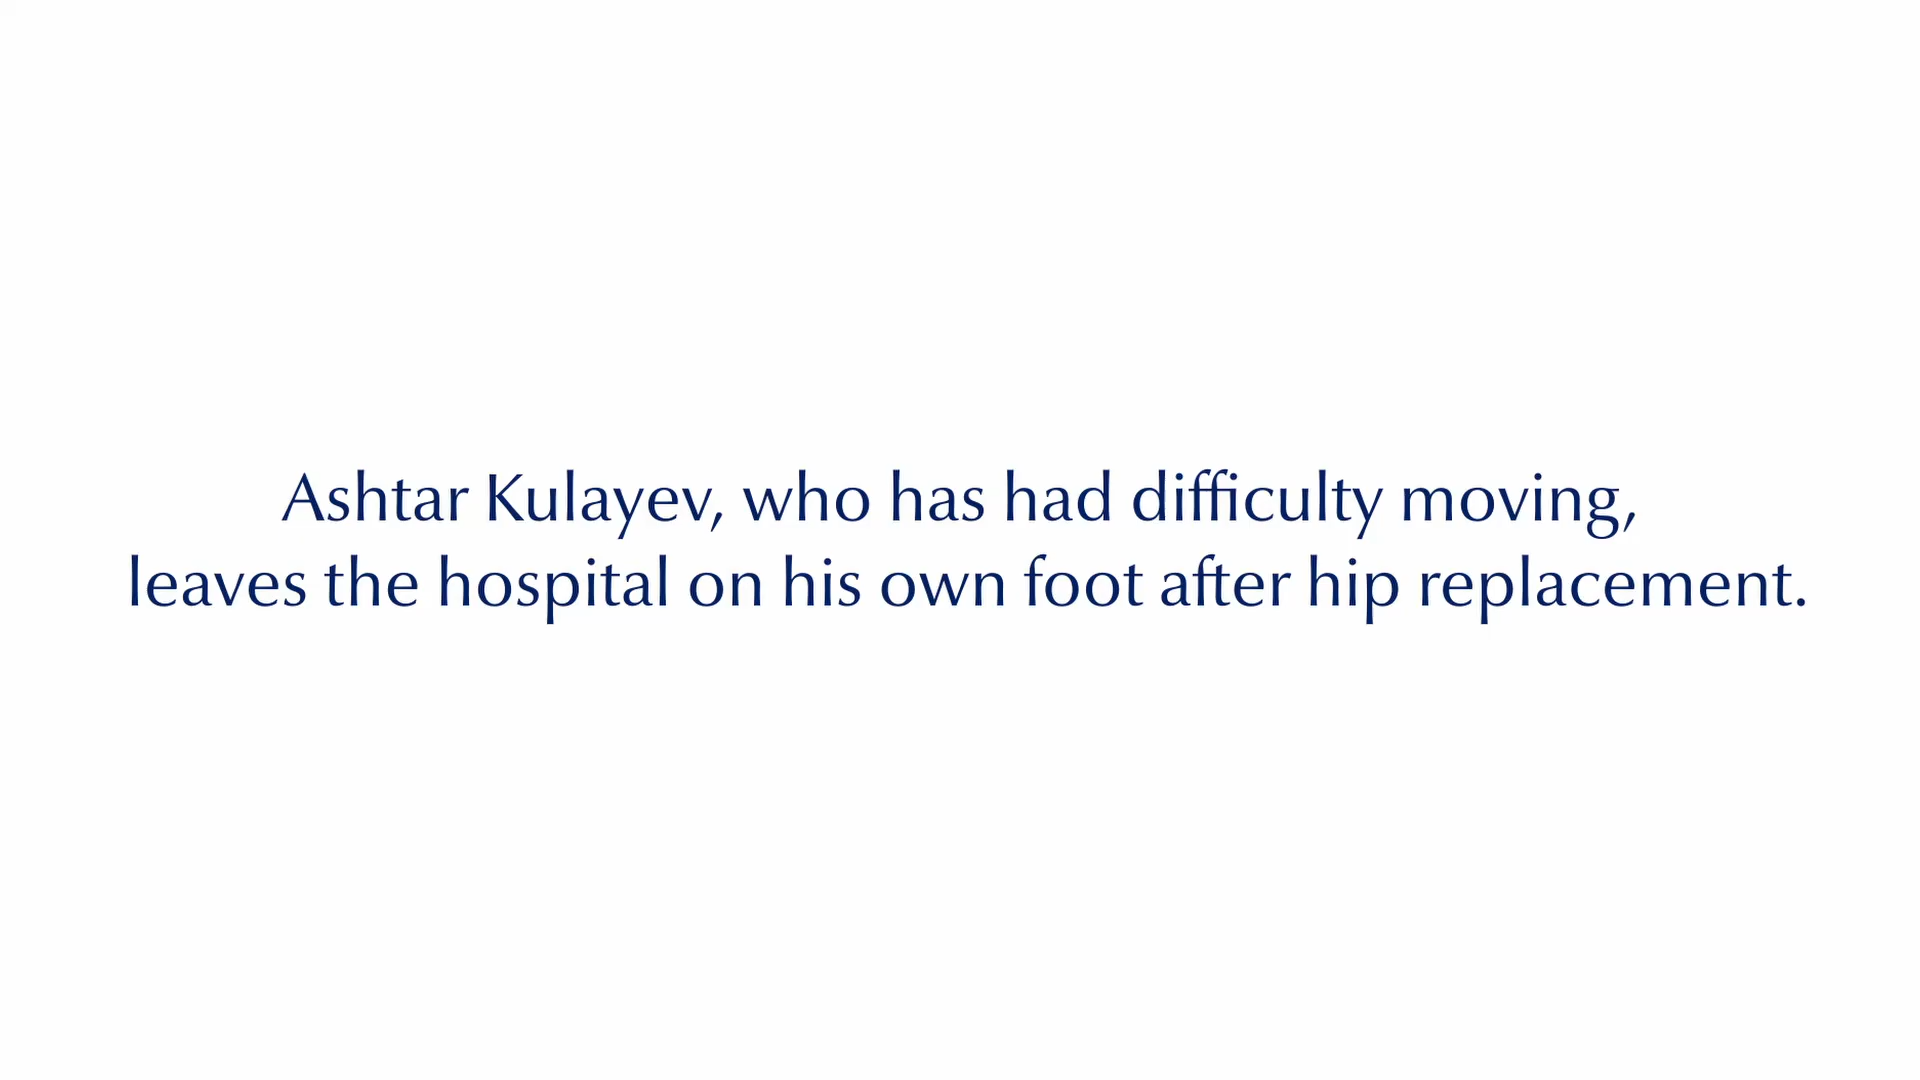 Ashtar Kulayev, who has had difficulty moving,
leaves the hospital on his own foot after hip replacement.